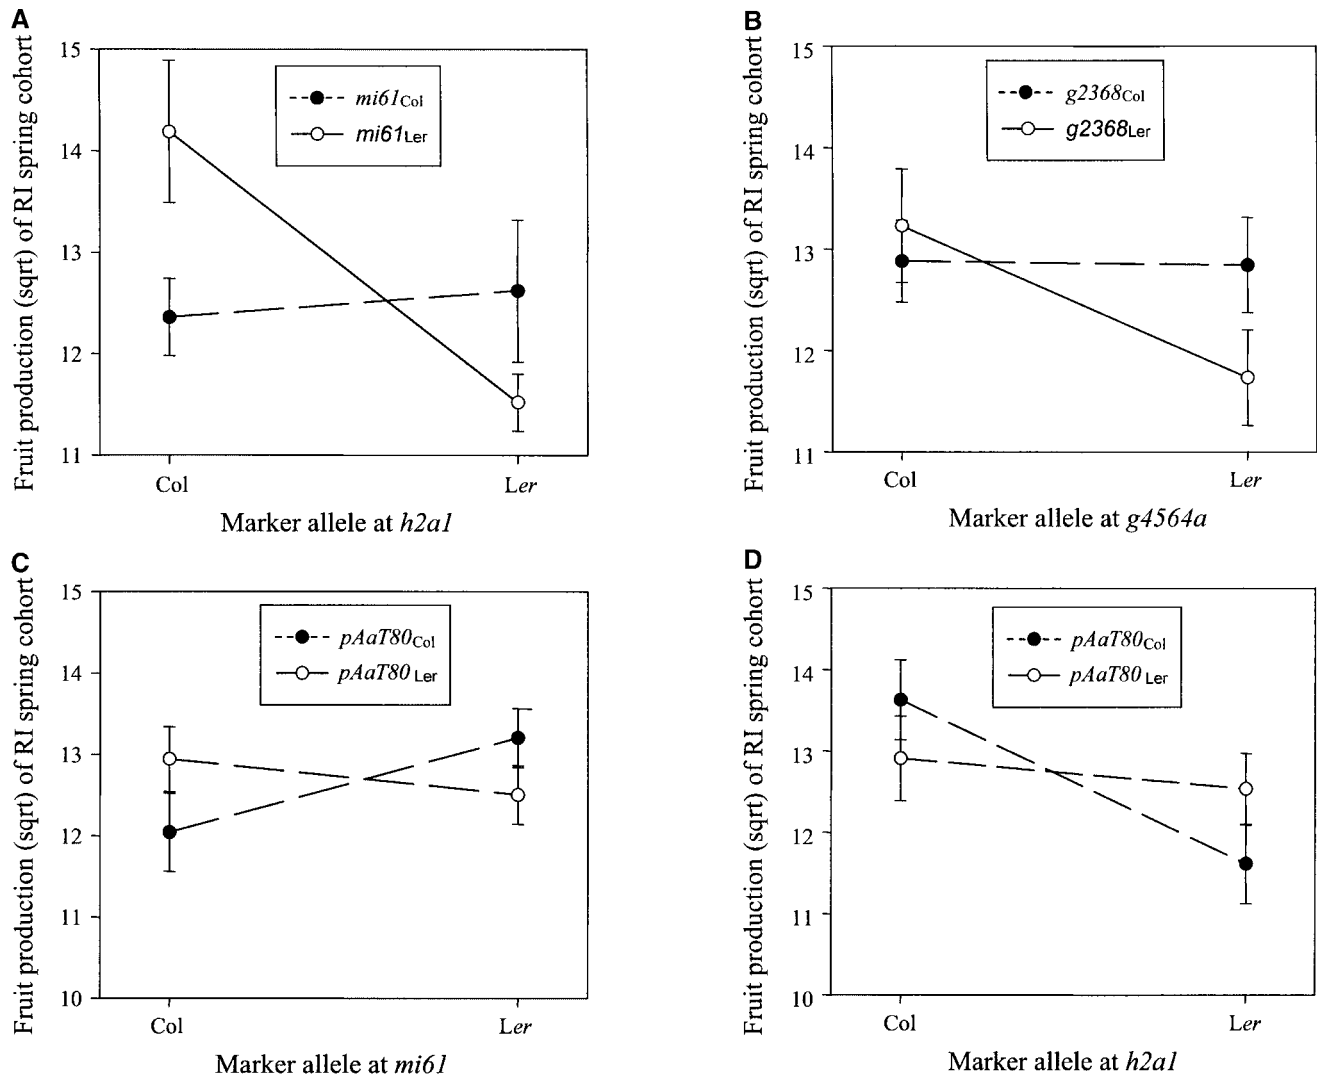 A
Fruit production (sqrt) of RI spring cohort
15
14
13
12
11
mi61Col
mi61Ler
Col
Ler
Marker allele at h2a1
B
Fruit production (sqrt) of RI spring cohort
15
14
13
12
11
g2368Col
g2368Ler
Col
Ler
Marker allele at g4564a
C
Fruit production (sqrt) of RI spring cohort
15
14
13
12
11
10
pAaT80Col
pAaT80 Ler
Col
Ler
Marker allele at mi61
D
Fruit production (sqrt) of RI spring cohort
15
14
13
12
11
10
pAaT80Col
pAaT80 Ler
Col
Ler
Marker allele at h2a1